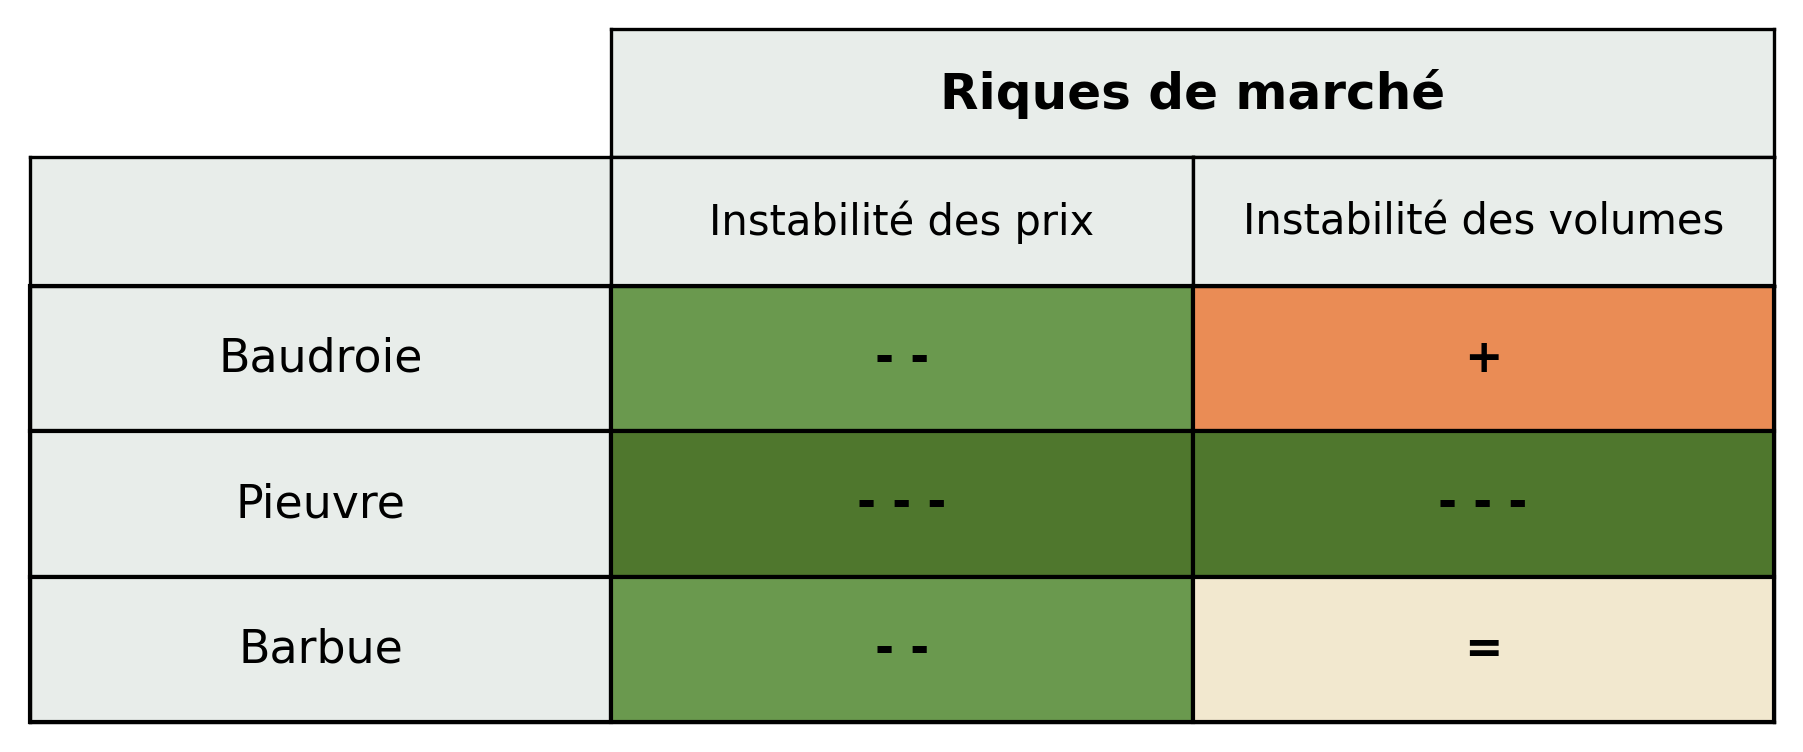 Riques de marché
Instabilité des prix Instabilité des volumes
Baudroie - - +
Pieuvre - - - - - -
Barbue - - =